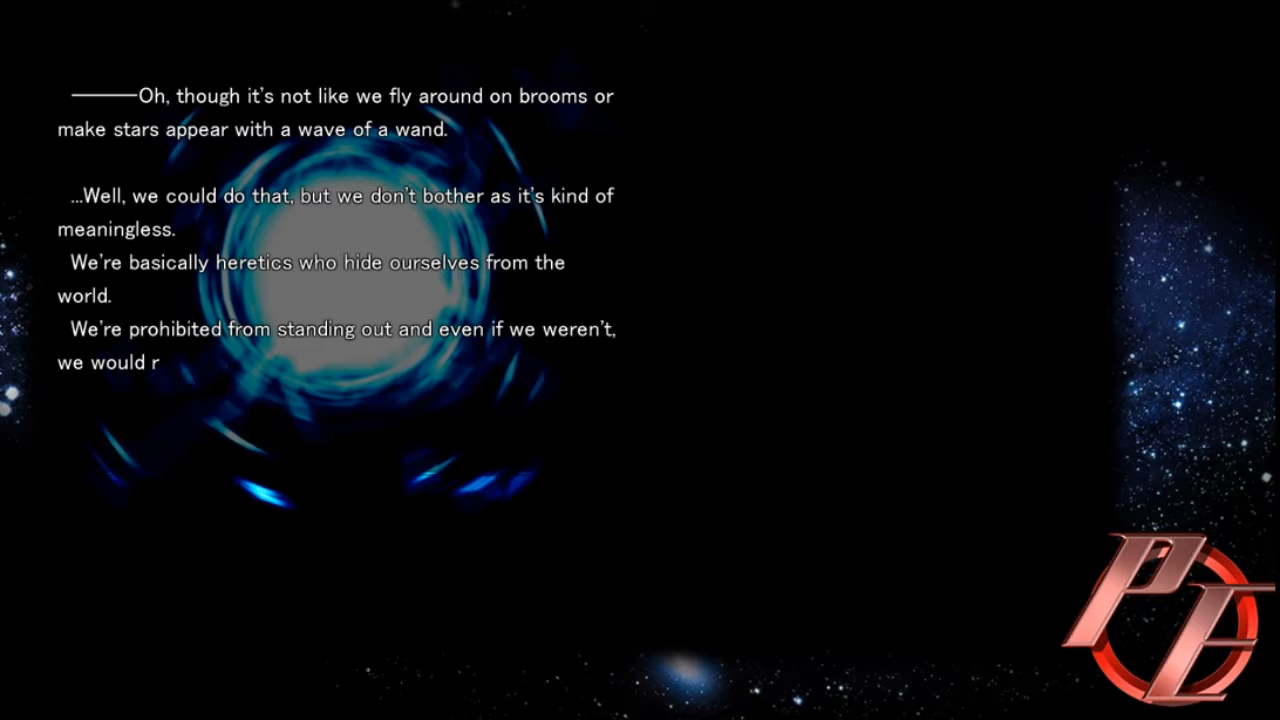 ———Oh, though it's not like we fly around on brooms or
make stars appear with a wave of a wand.
...Well, we could do that, but we don't bother as it's kind of
meaningless.
We're basically heretics who hide ourselves from the
world.
We're prohibited from standing out and even if we weren't,
we would r
PE